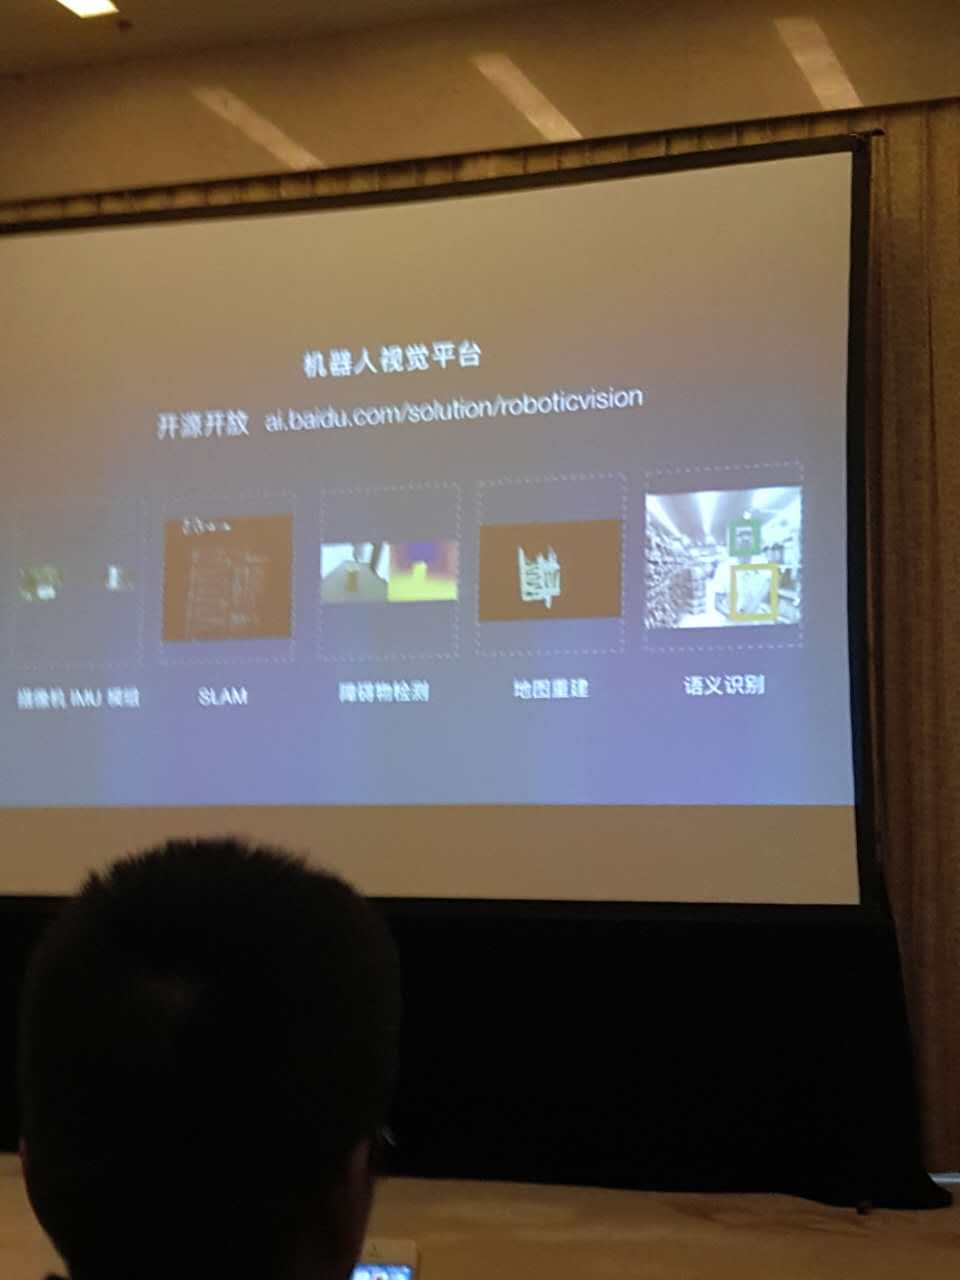 机器人视觉平台
开源开放 ai.baidu.com/solution/roboticvision
摄像机 IMU 模组
SLAM
障碍物检测
地图重建
语义识别